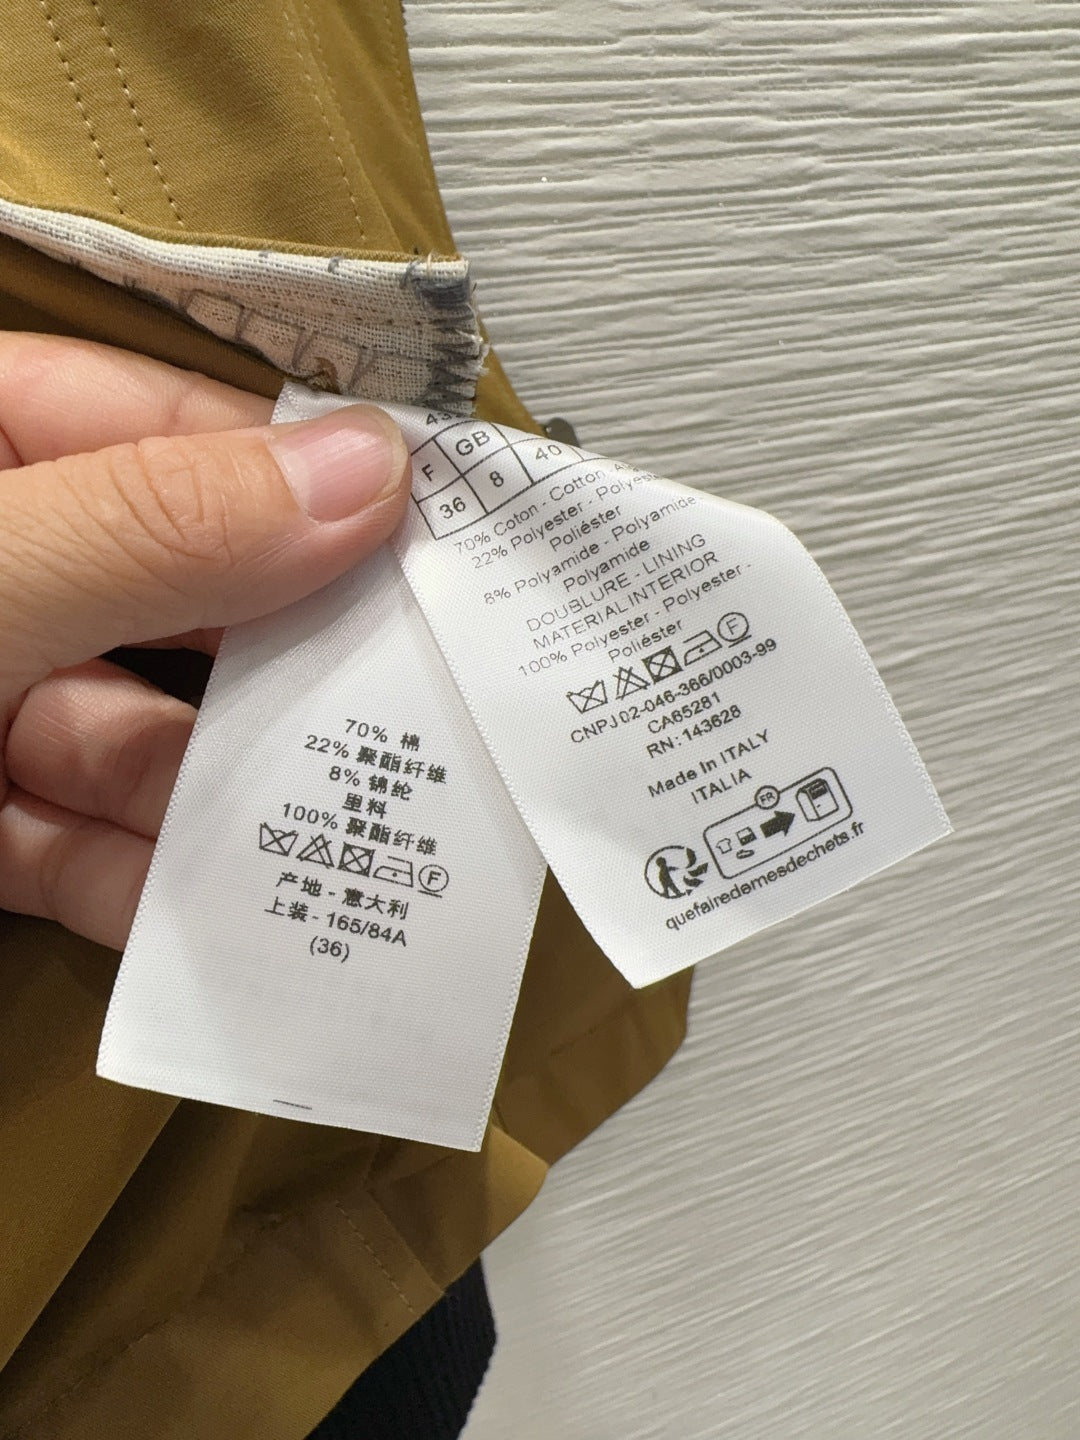 70% 棉
22% 聚酯纤维
8% 锦纶
里料
100% 聚酯纤维
F
产地 - 意大利
上装 - 165/84A
(36)
43
F GB
36 8 40
70% Coton - Cotton
22% Polyester - Polyester
Poliéster
8% Polyamide - Polyamide
Polyamide
DOUBLURE - LINING
MATERIAL INTERIOR
100% Polyester - Polyester -
Poliéster
F
CNPJ 02-046-366/0003-99
CA65281
RN: 143628
Made In ITALY
ITALIA
FR
quefairedemesdechets.fr